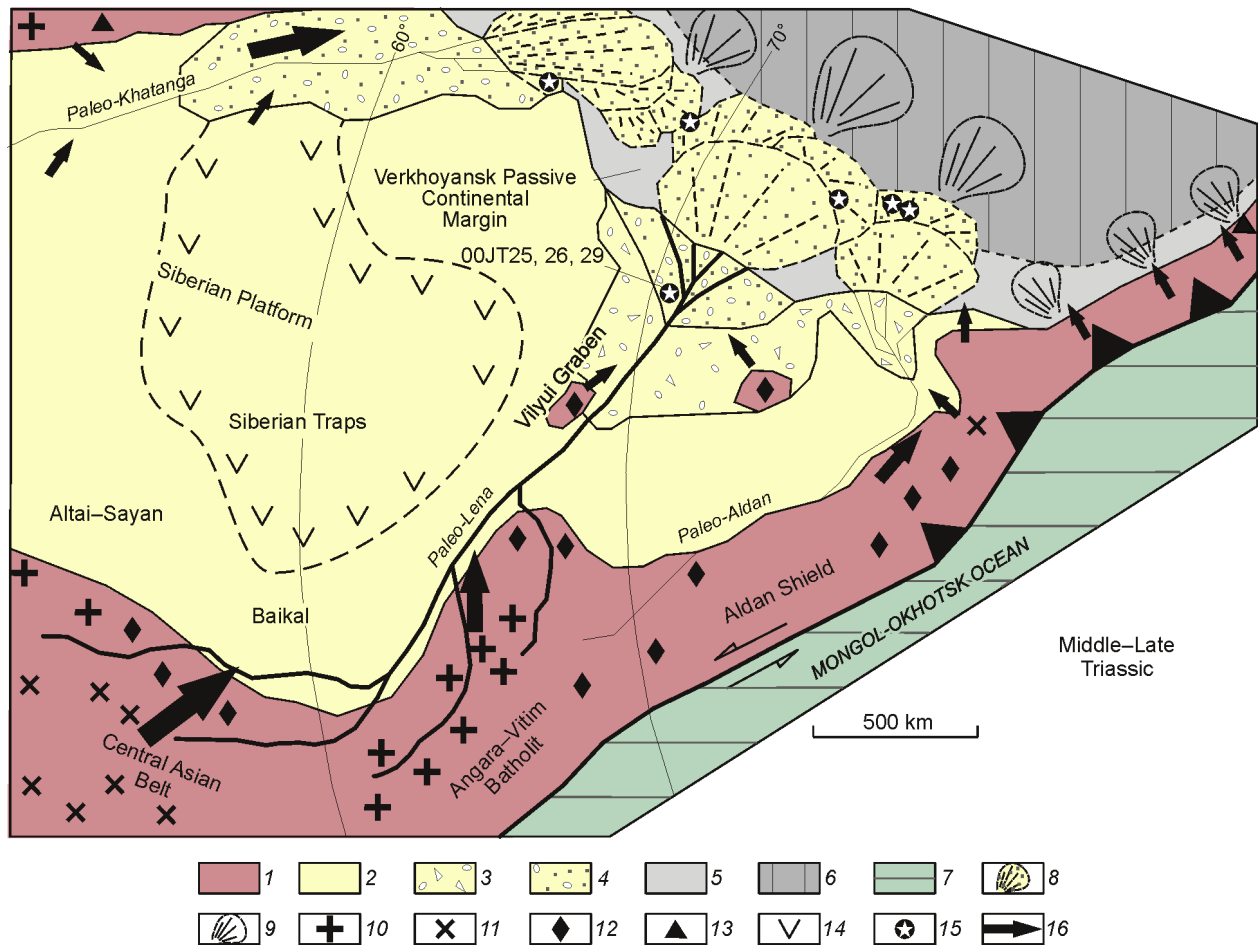 60°
70°
Paleo-Khatanga
Verkhoyansk Passive
Continental
Margin
00JT25, 26, 29
Siberian Platform
Vilyui Graben
Siberian Traps
Altai–Sayan
Paleo-Lena
Paleo-Aldan
Baikal
Aldan Shield
MONGOL-OKHOTSK OCEAN
Middle–Late
Triassic
500 km
Central Asian
Belt
Angara–Vitim
Batholit
1 2 3 4 5 6 7 8
9 10 11 12 13 14 15 16